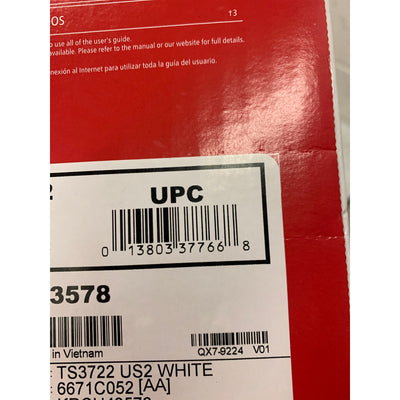 OS 13
o use all of the user's guide.
available. Please refer to the manual or our website for full details.
onexión al Internet para utilizar toda la guía del usuario.
2 UPC
0 13803 37766 8
3578
in Vietnam QX7-9224 V01
: TS3722 US2 WHITE
: 6671C052 [AA]